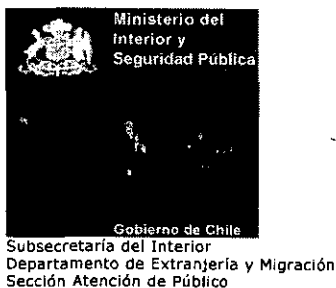 Ministerio del
Interior y
Seguridad Pública
Gobierno de Chile
Subsecretaría del Interior
Departamento de Extranjería y Migración
Sección Atención de Público